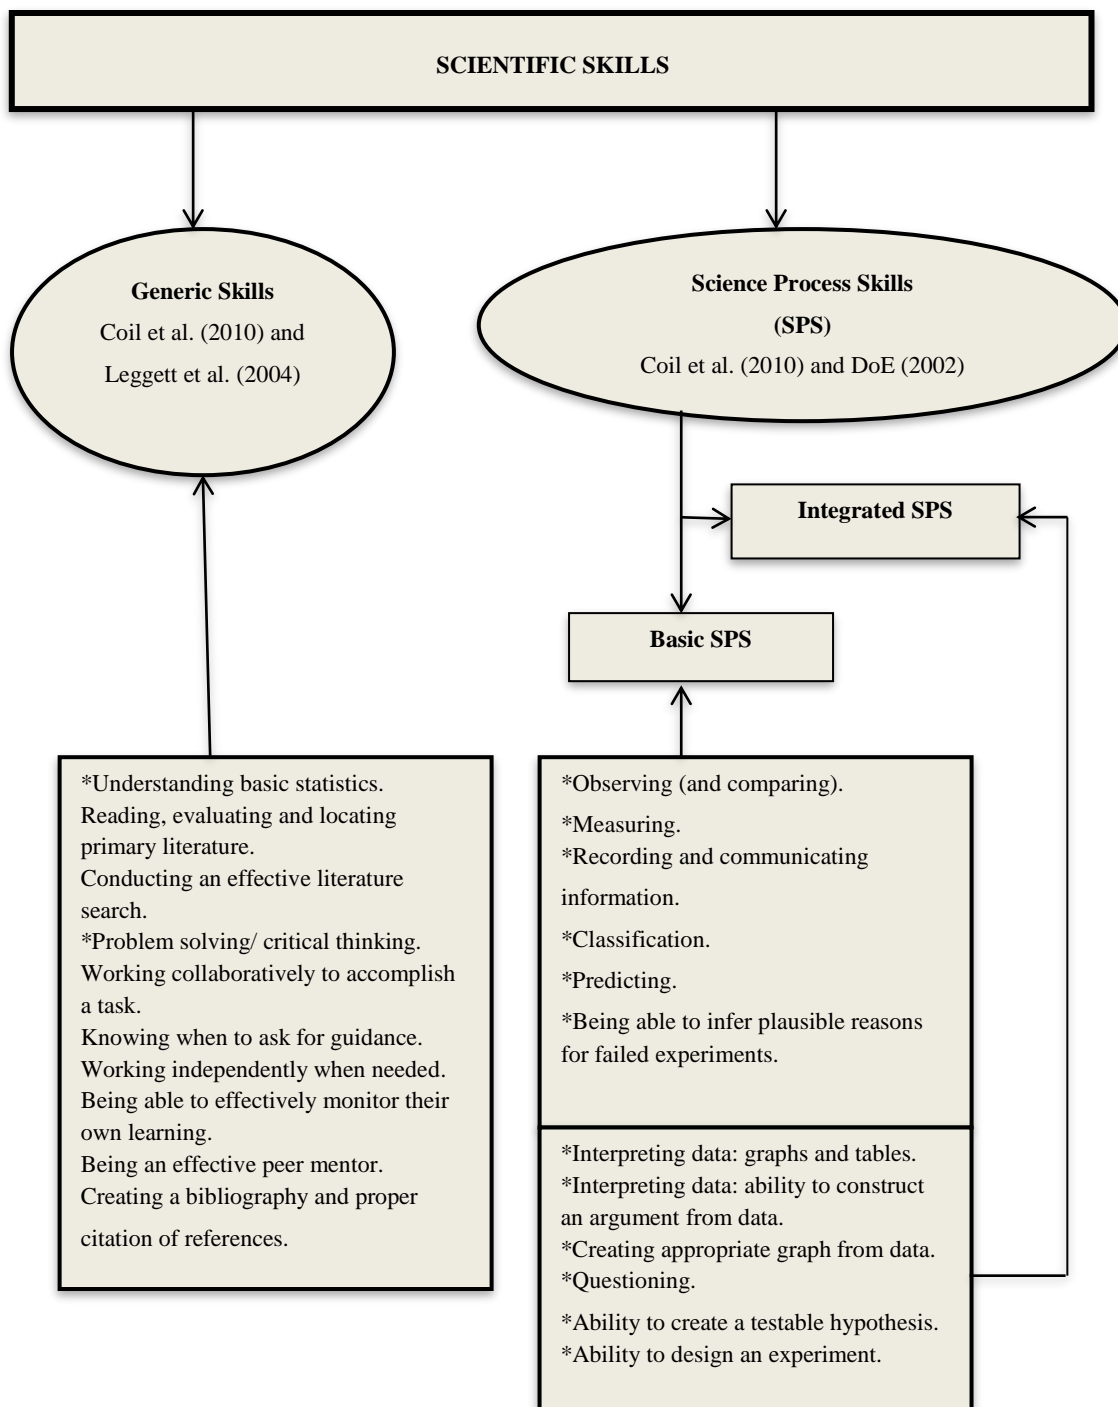 SCIENTIFIC SKILLS
Generic Skills
Coil et al. (2010) and
Leggett et al. (2004)
Science Process Skills
(SPS)
Coil et al. (2010) and DoE (2002)
Integrated SPS
Basic SPS
*Understanding basic statistics.
Reading, evaluating and locating
primary literature.
Conducting an effective literature
search.
*Problem solving/ critical thinking.
Working collaboratively to accomplish
a task.
Knowing when to ask for guidance.
Working independently when needed.
Being able to effectively monitor their
own learning.
Being an effective peer mentor.
Creating a bibliography and proper
citation of references.
*Observing (and comparing).
*Measuring.
*Recording and communicating
information.
*Classification.
*Predicting.
*Being able to infer plausible reasons
for failed experiments.
*Interpreting data: graphs and tables.
*Interpreting data: ability to construct
an argument from data.
*Creating appropriate graph from data.
*Questioning.
*Ability to create a testable hypothesis.
*Ability to design an experiment.